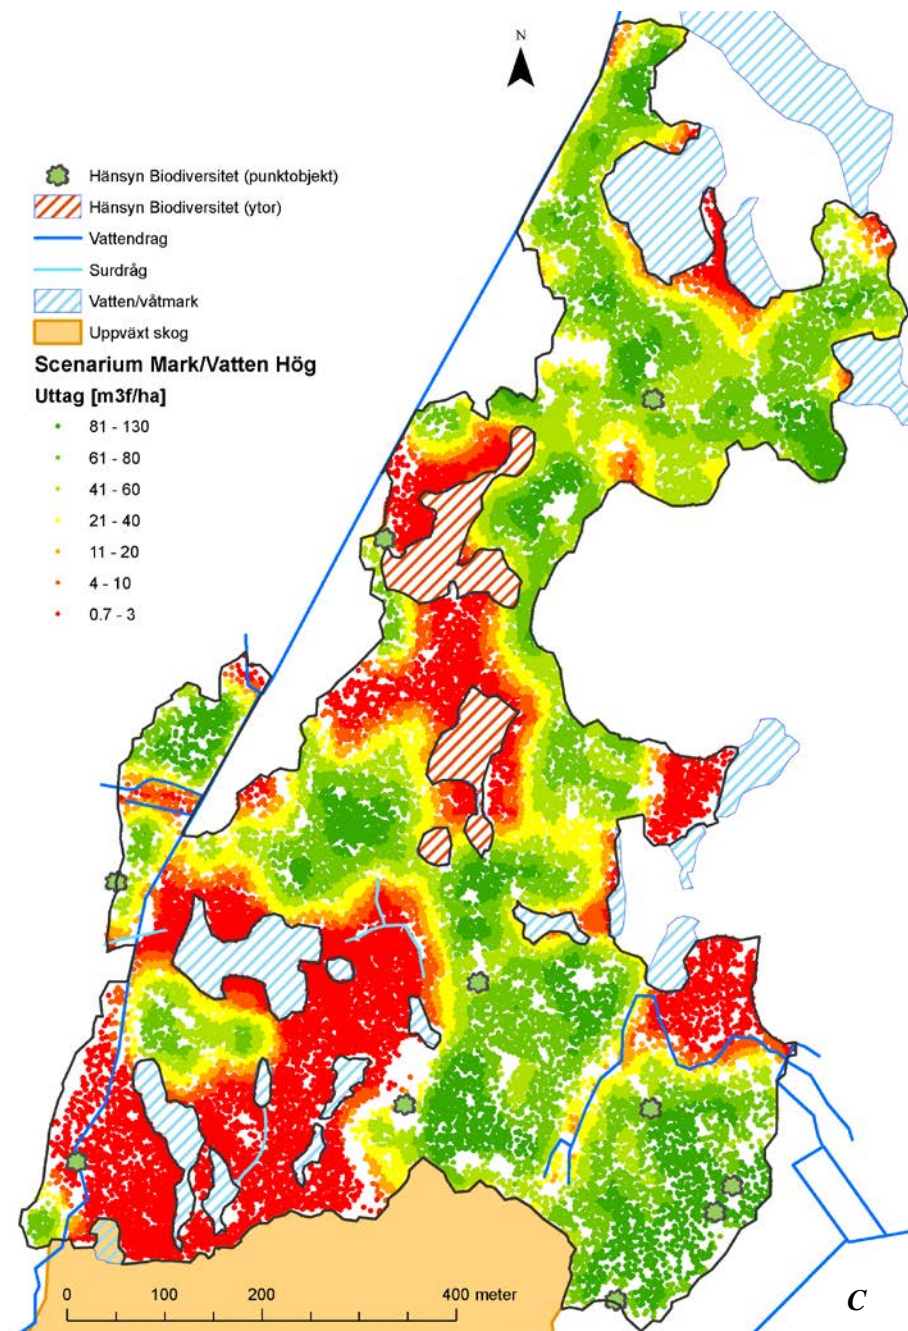 N
Hänsyn Biodiversitet (punktobjekt)
Hänsyn Biodiversitet (ytor)
Vattendrag
Surdråg
Vatten/våtmark
Uppväxt skog
Scenarium Mark/Vatten Hög
Uttag [m3f/ha]
81 - 130
61 - 80
41 - 60
21 - 40
11 - 20
4 - 10
0.7 - 3
0 100 200 400 meter
C